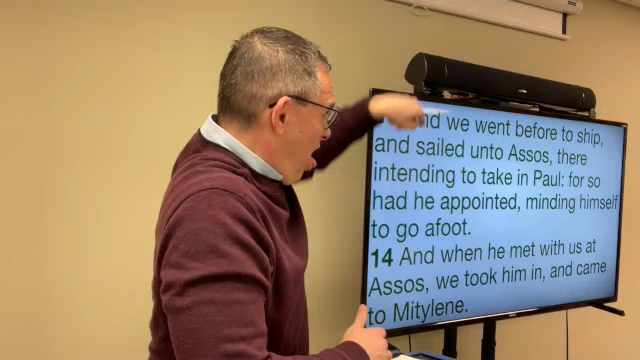 nd we went before to ship,
and sailed unto Assos, there
intending to take in Paul: for so
had he appointed, minding himself
to go afoot.
14 And when he met with us at
Assos, we took him in, and came
to Mitylene.